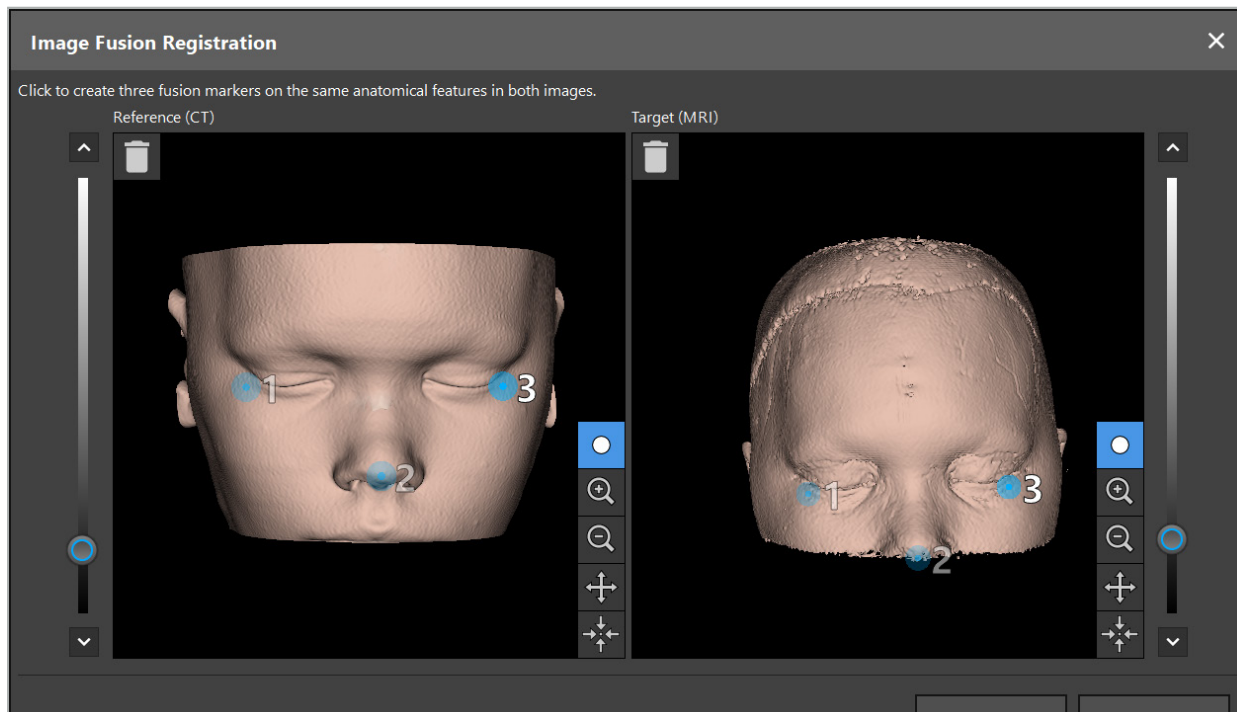 Image Fusion Registration
Click to create three fusion markers on the same anatomical features in both images.
Reference (CT)
Target (MRI)
1
3
2
1
3
2